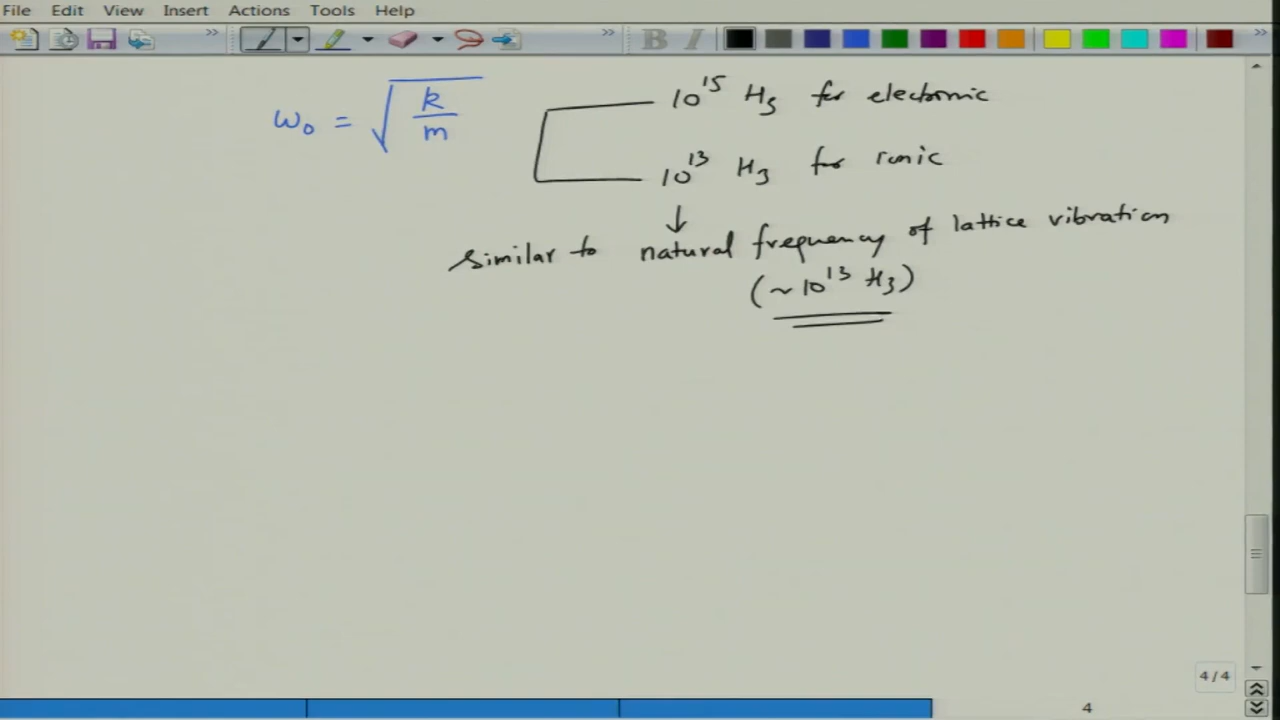 File Edit View Insert Actions Tools Help
B I
ω₀ = √(k/m)
10¹⁵ Hz for electronic
10¹³ Hz for ionic
↓
similar to natural frequency of lattice vibration
(~10¹³ Hz)
4/4
4